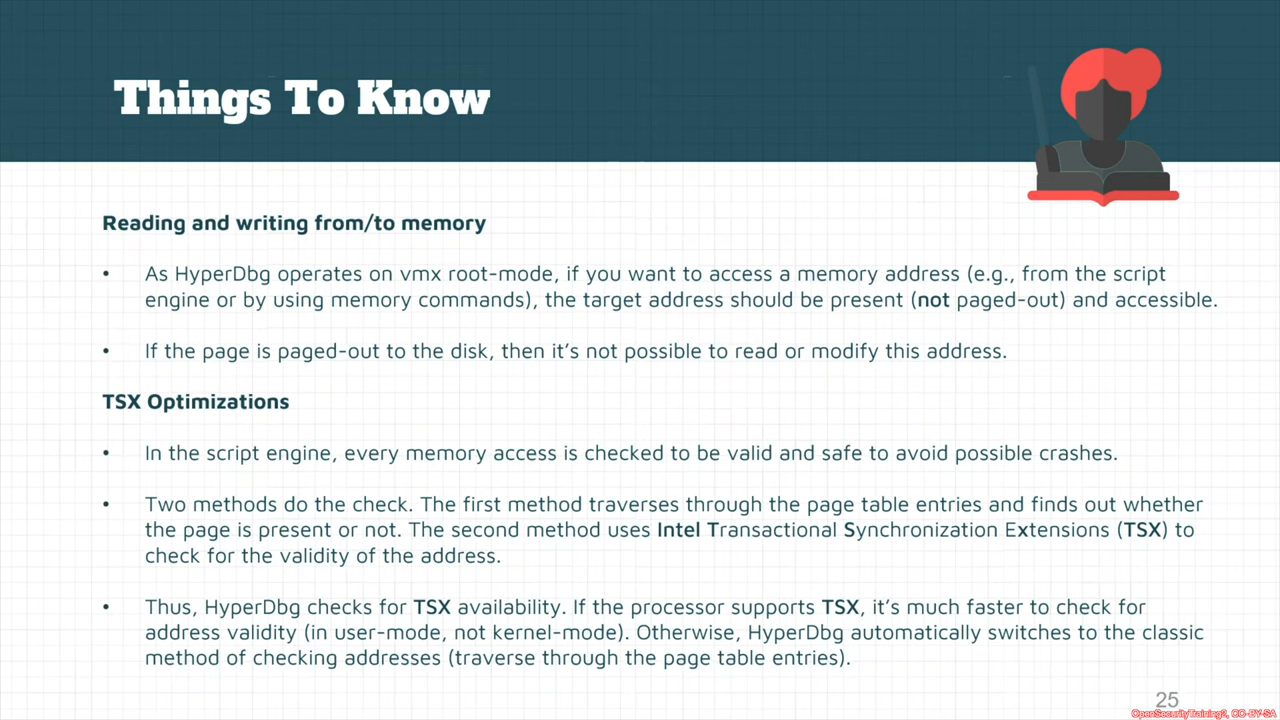 Things To Know
Reading and writing from/to memory
• As HyperDbg operates on vmx root-mode, if you want to access a memory address (e.g., from the script
engine or by using memory commands), the target address should be present (not paged-out) and accessible.
• If the page is paged-out to the disk, then it's not possible to read or modify this address.
TSX Optimizations
• In the script engine, every memory access is checked to be valid and safe to avoid possible crashes.
• Two methods do the check. The first method traverses through the page table entries and finds out whether
the page is present or not. The second method uses Intel Transactional Synchronization Extensions (TSX) to
check for the validity of the address.
• Thus, HyperDbg checks for TSX availability. If the processor supports TSX, it's much faster to check for
address validity (in user-mode, not kernel-mode). Otherwise, HyperDbg automatically switches to the classic
method of checking addresses (traverse through the page table entries).
25
OpenSecurityTraining2, CC-BY-SA